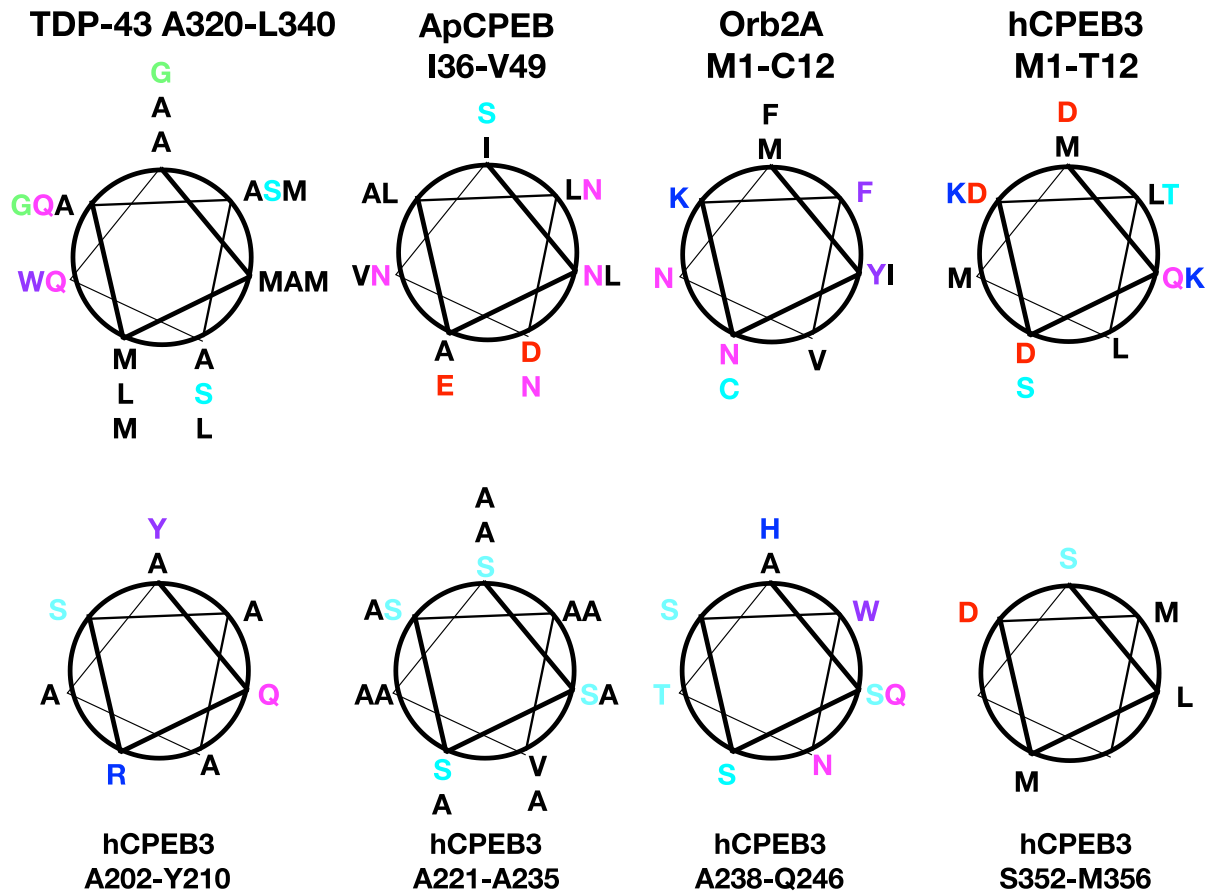 TDP-43 A320-L340
ApCPEB
I36-V49
Orb2A
M1-C12
hCPEB3
M1-T12
G
A
A
GQA
ASM
WQ
MAM
M
A
L
S
M
L
S
I
AL
LN
VN
NL
A
D
E
N
F
M
K
F
N
YI
N
V
C
D
M
KD
LT
M
QK
D
L
S
Y
A
S
A
A
Q
R
A
A
A
S
AS
AA
AA
SA
S
V
A
A
H
A
S
W
T
SQ
S
N
S
D
M
L
M
hCPEB3
A202-Y210
hCPEB3
A221-A235
hCPEB3
A238-Q246
hCPEB3
S352-M356